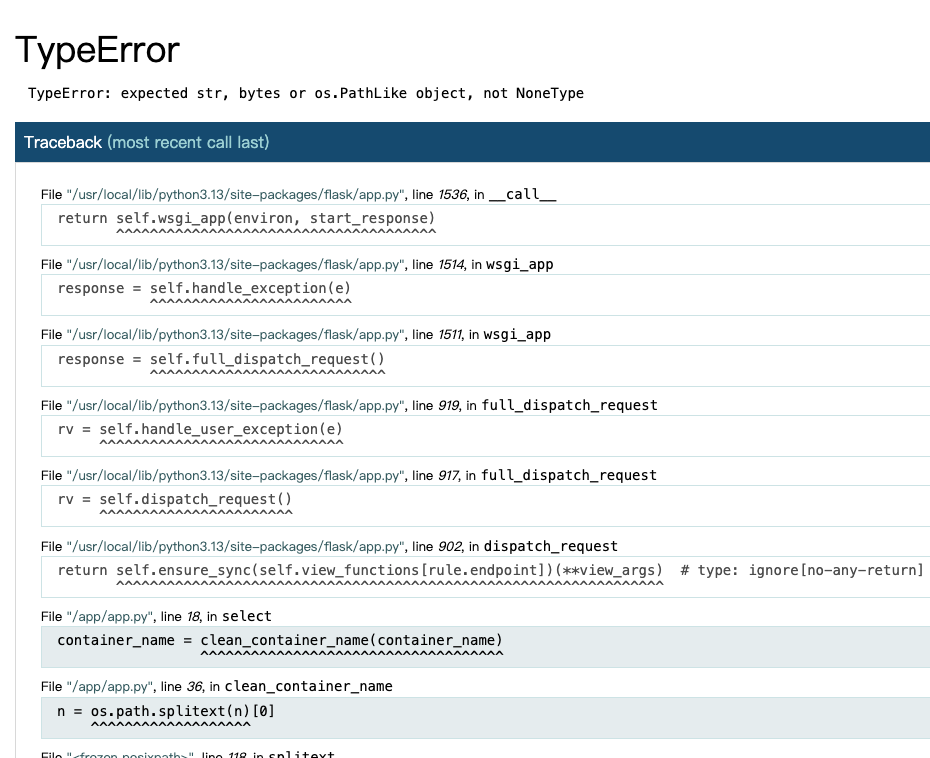 TypeError
TypeError: expected str, bytes or os.PathLike object, not NoneType
Traceback (most recent call last)
File "/usr/local/lib/python3.13/site-packages/flask/app.py", line 1536, in __call__
return self.wsgi_app(environ, start_response)
^^^^^^^^^^^^^^^^^^^^^^^^^^^^^^^^^^^^^^
File "/usr/local/lib/python3.13/site-packages/flask/app.py", line 1514, in wsgi_app
response = self.handle_exception(e)
^^^^^^^^^^^^^^^^^^^^^^^^
File "/usr/local/lib/python3.13/site-packages/flask/app.py", line 1511, in wsgi_app
response = self.full_dispatch_request()
^^^^^^^^^^^^^^^^^^^^^^^^^^^^
File "/usr/local/lib/python3.13/site-packages/flask/app.py", line 919, in full_dispatch_request
rv = self.handle_user_exception(e)
^^^^^^^^^^^^^^^^^^^^^^^^^^^^^
File "/usr/local/lib/python3.13/site-packages/flask/app.py", line 917, in full_dispatch_request
rv = self.dispatch_request()
^^^^^^^^^^^^^^^^^^^^^^^
File "/usr/local/lib/python3.13/site-packages/flask/app.py", line 902, in dispatch_request
return self.ensure_sync(self.view_functions[rule.endpoint])(**view_args)  # type: ignore[no-any-return]
^^^^^^^^^^^^^^^^^^^^^^^^^^^^^^^^^^^^^^^^^^^^^^^^^^^^^^^^^^^^^^^^^
File "/app/app.py", line 18, in select
container_name = clean_container_name(container_name)
^^^^^^^^^^^^^^^^^^^^^^^^^^^^^^^^^^^^
File "/app/app.py", line 36, in clean_container_name
n = os.path.splitext(n)[0]
^^^^^^^^^^^^^^^^^^^
File "<frozen posixpath>", line 118, in splitext